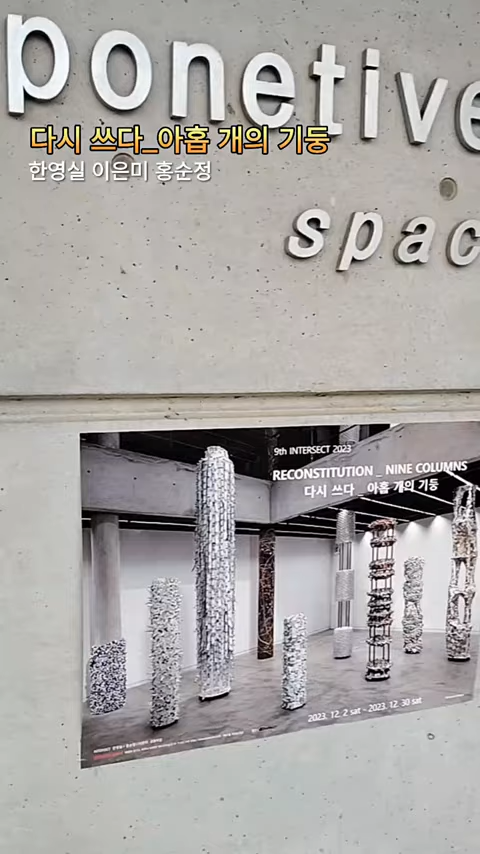 ponetive
다시 쓰다_아홉 개의 기둥
한영실 이은미 홍순정
spac
9th INTERSECT 2023
RECONSTITUTION _ NINE COLUMNS
다시 쓰다 _ 아홉 개의 기둥
2023. 12. 2 sat - 2023. 12. 30 sat